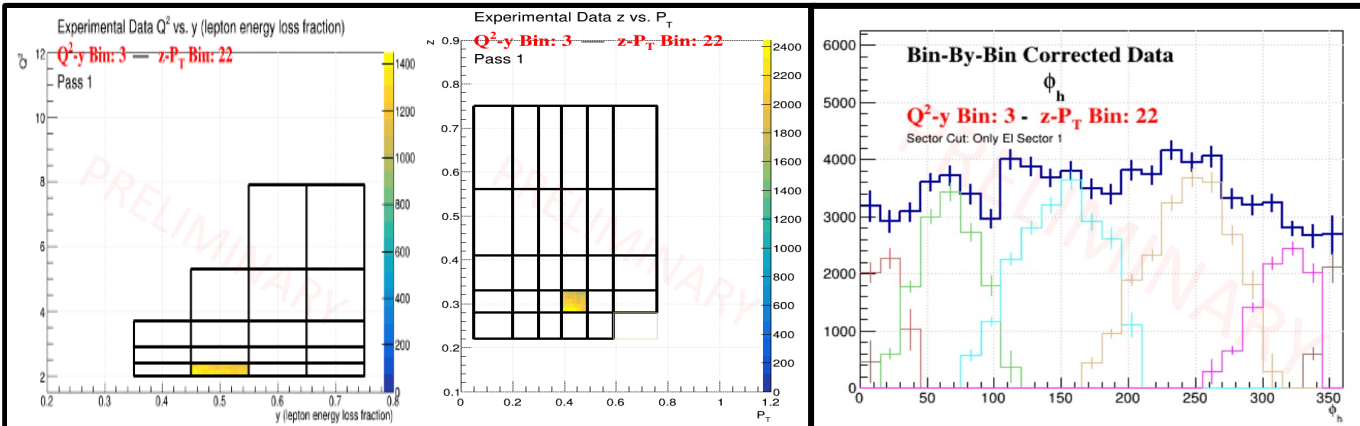 Experimental Data Q² vs. y (lepton energy loss fraction)
Q²-y Bin: 3 — z-P_T Bin: 22
Pass 1
Q²
12
10
8
6
4
2
0.2 0.3 0.4 0.5 0.6 0.7 0.8
y (lepton energy loss fraction)
1400
1200
1000
800
600
400
200
0
PRELIMINARY
Experimental Data z vs. P_T
Q²-y Bin: 3 — z-P_T Bin: 22
Pass 1
z
0.9
0.8
0.7
0.6
0.5
0.4
0.3
0.2
0.1
0 0.2 0.4 0.6 0.8 1 1.2
P_T
2400
2200
2000
1800
1600
1400
1200
1000
800
600
400
200
0
PRELIMINARY
Bin-By-Bin Corrected Data
ϕ_h
Q²-y Bin: 3 - z-P_T Bin: 22
Sector Cut: Only El Sector 1
6000
5000
4000
3000
2000
1000
0
0 50 100 150 200 250 300 350
ϕ_h
PRELIMINARY